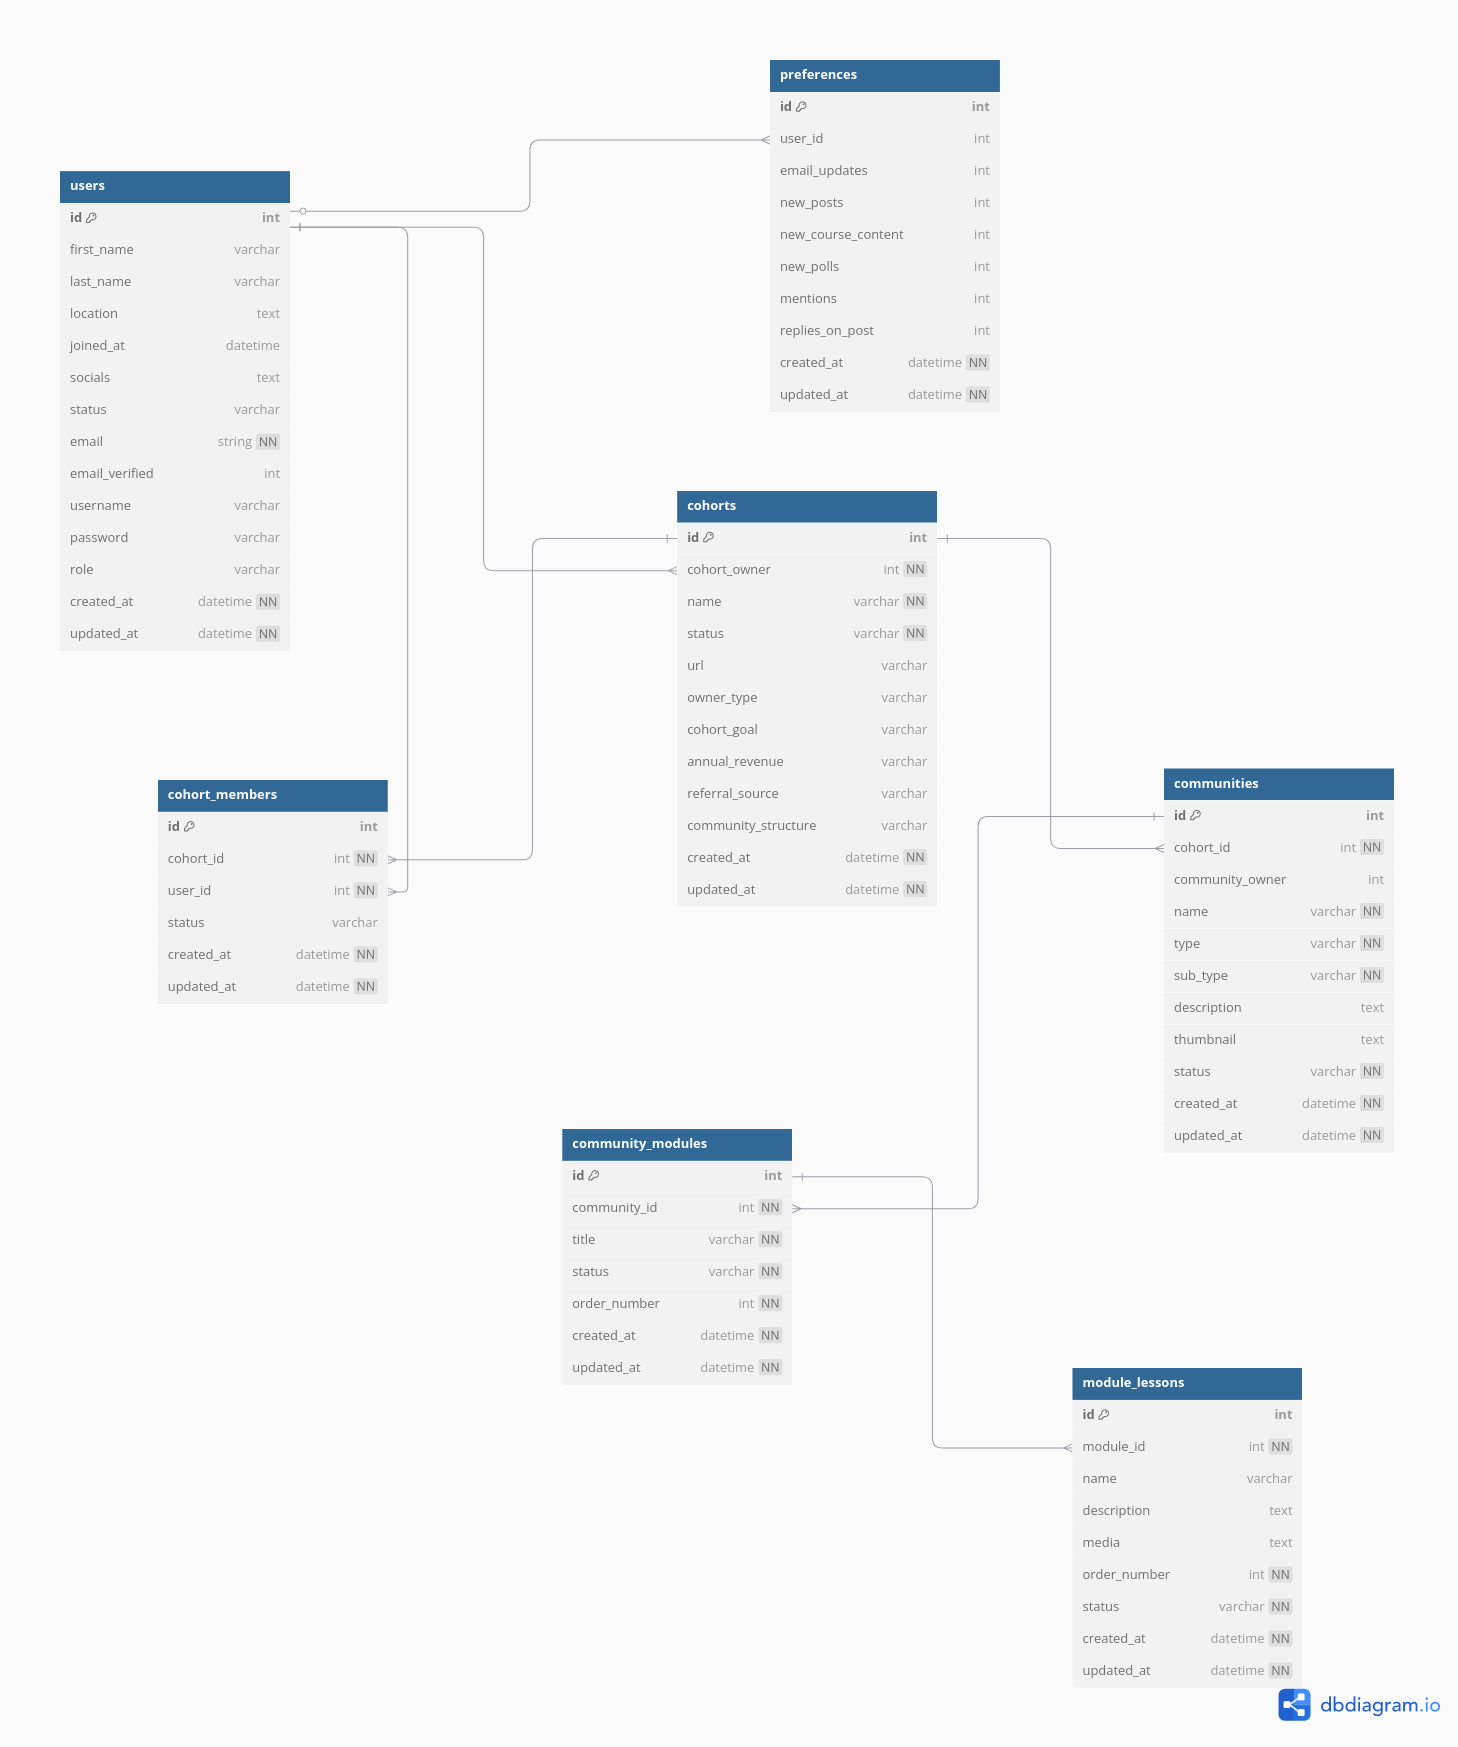 preferences
id int
user_id int
email_updates int
new_posts int
new_course_content int
new_polls int
mentions int
replies_on_post int
created_at datetime NN
updated_at datetime NN
users
id int
first_name varchar
last_name varchar
location text
joined_at datetime
socials text
status varchar
email string NN
email_verified int
username varchar
password varchar
role varchar
created_at datetime NN
updated_at datetime NN
cohorts
id int
cohort_owner int NN
name varchar NN
status varchar NN
url varchar
owner_type varchar
cohort_goal varchar
annual_revenue varchar
referral_source varchar
community_structure varchar
created_at datetime NN
updated_at datetime NN
cohort_members
id int
cohort_id int NN
user_id int NN
status varchar
created_at datetime NN
updated_at datetime NN
communities
id int
cohort_id int NN
community_owner int
name varchar NN
type varchar NN
sub_type varchar NN
description text
thumbnail text
status varchar NN
created_at datetime NN
updated_at datetime NN
community_modules
id int
community_id int NN
title varchar NN
status varchar NN
order_number int NN
created_at datetime NN
updated_at datetime NN
module_lessons
id int
module_id int NN
name varchar
description text
media text
order_number int NN
status varchar NN
created_at datetime NN
updated_at datetime NN
dbdiagram.io